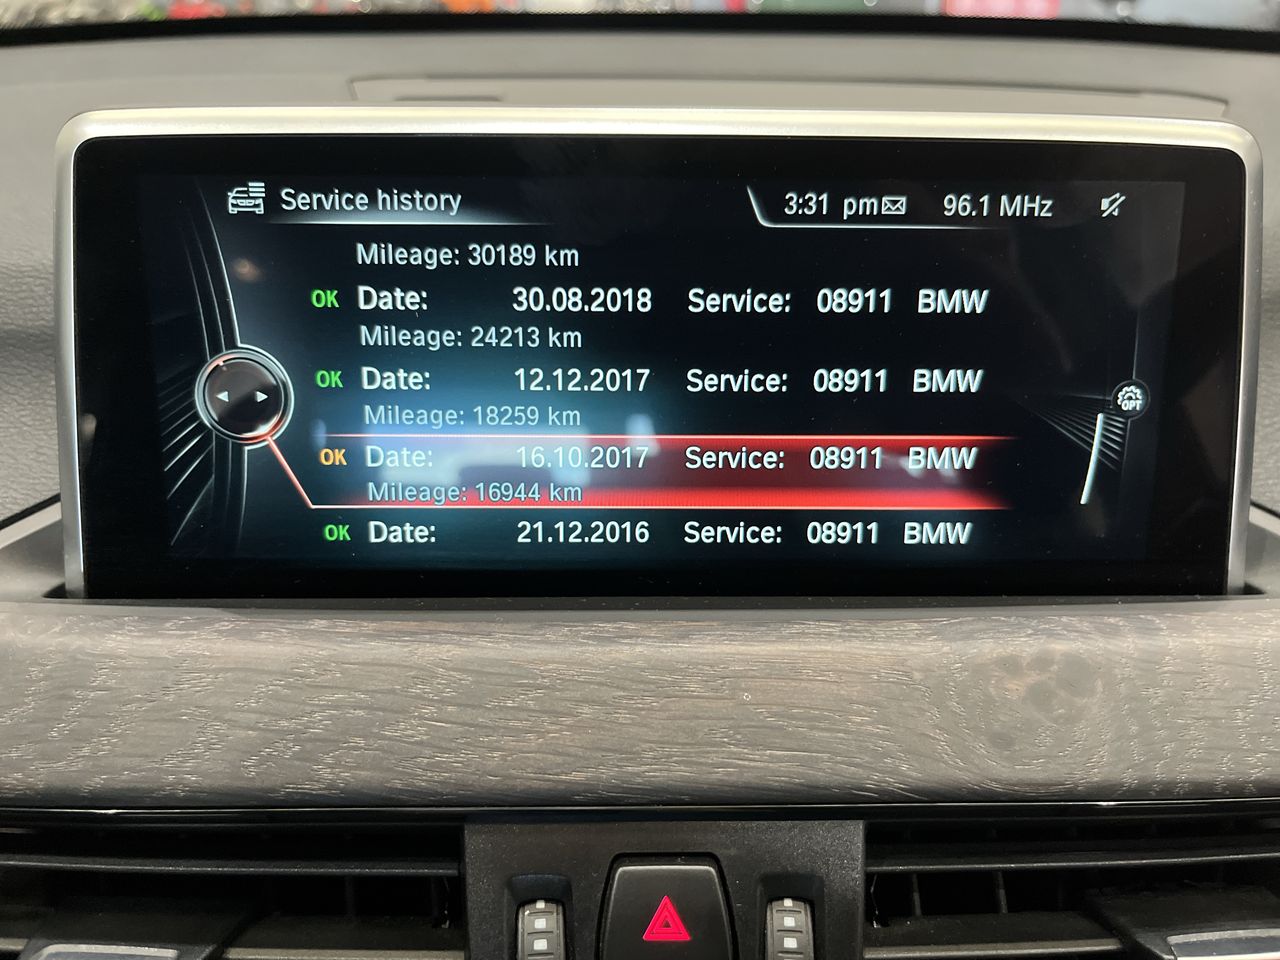 Service history 3:31 pm 96.1 MHz
Mileage: 30189 km
OK Date: 30.08.2018 Service: 08911 BMW
Mileage: 24213 km
OK Date: 12.12.2017 Service: 08911 BMW
Mileage: 18259 km
OK Date: 16.10.2017 Service: 08911 BMW
Mileage: 16944 km
OK Date: 21.12.2016 Service: 08911 BMW
OPT